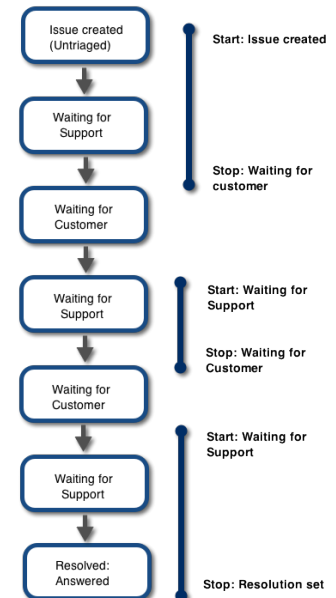 Issue created
(Untriaged)
Start: Issue created
Waiting for
Support
Stop: Waiting for
customer
Waiting for
Customer
Waiting for
Support
Start: Waiting for
Support
Stop: Waiting for
Customer
Waiting for
Customer
Start: Waiting for
Support
Waiting for
Support
Resolved:
Answered
Stop: Resolution set